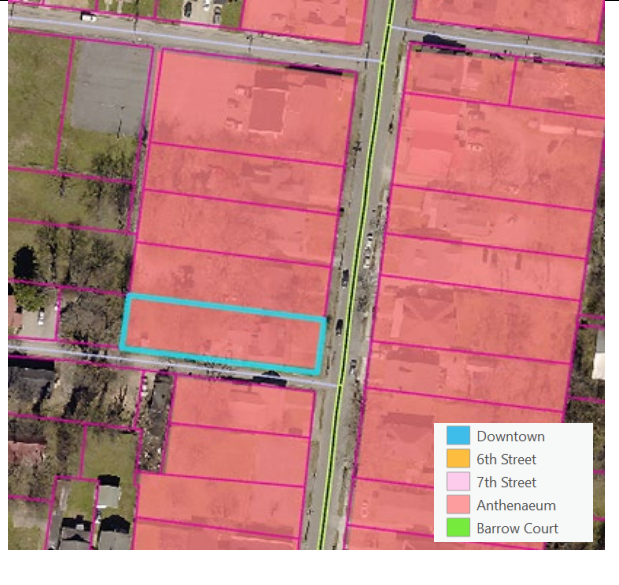 Downtown
6th Street
7th Street
Anthenaeum
Barrow Court